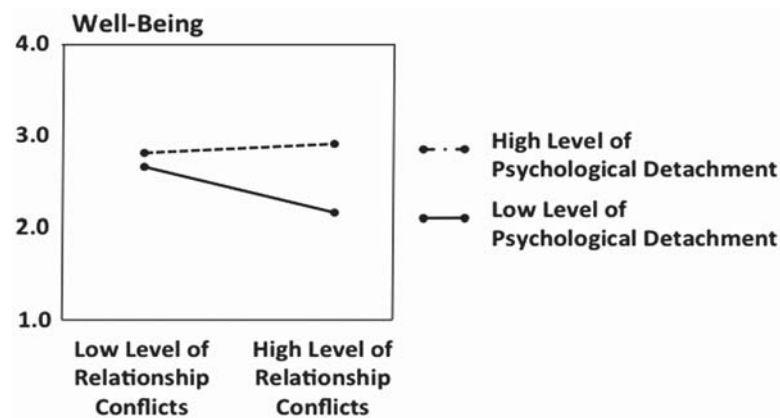 Well-Being
4.0
3.0
2.0
1.0
High Level of
Psychological Detachment
Low Level of
Psychological Detachment
Low Level of
Relationship
Conflicts
High Level of
Relationship
Conflicts